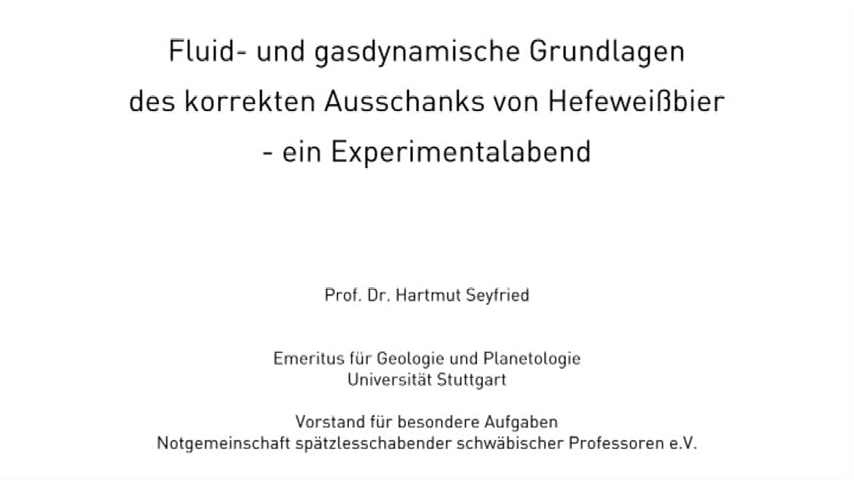 Fluid- und gasdynamische Grundlagen
des korrekten Ausschanks von Hefeweißbier
- ein Experimentalabend
Prof. Dr. Hartmut Seyfried
Emeritus für Geologie und Planetologie
Universität Stuttgart
Vorstand für besondere Aufgaben
Notgemeinschaft spätzlesschabender schwäbischer Professoren e.V.